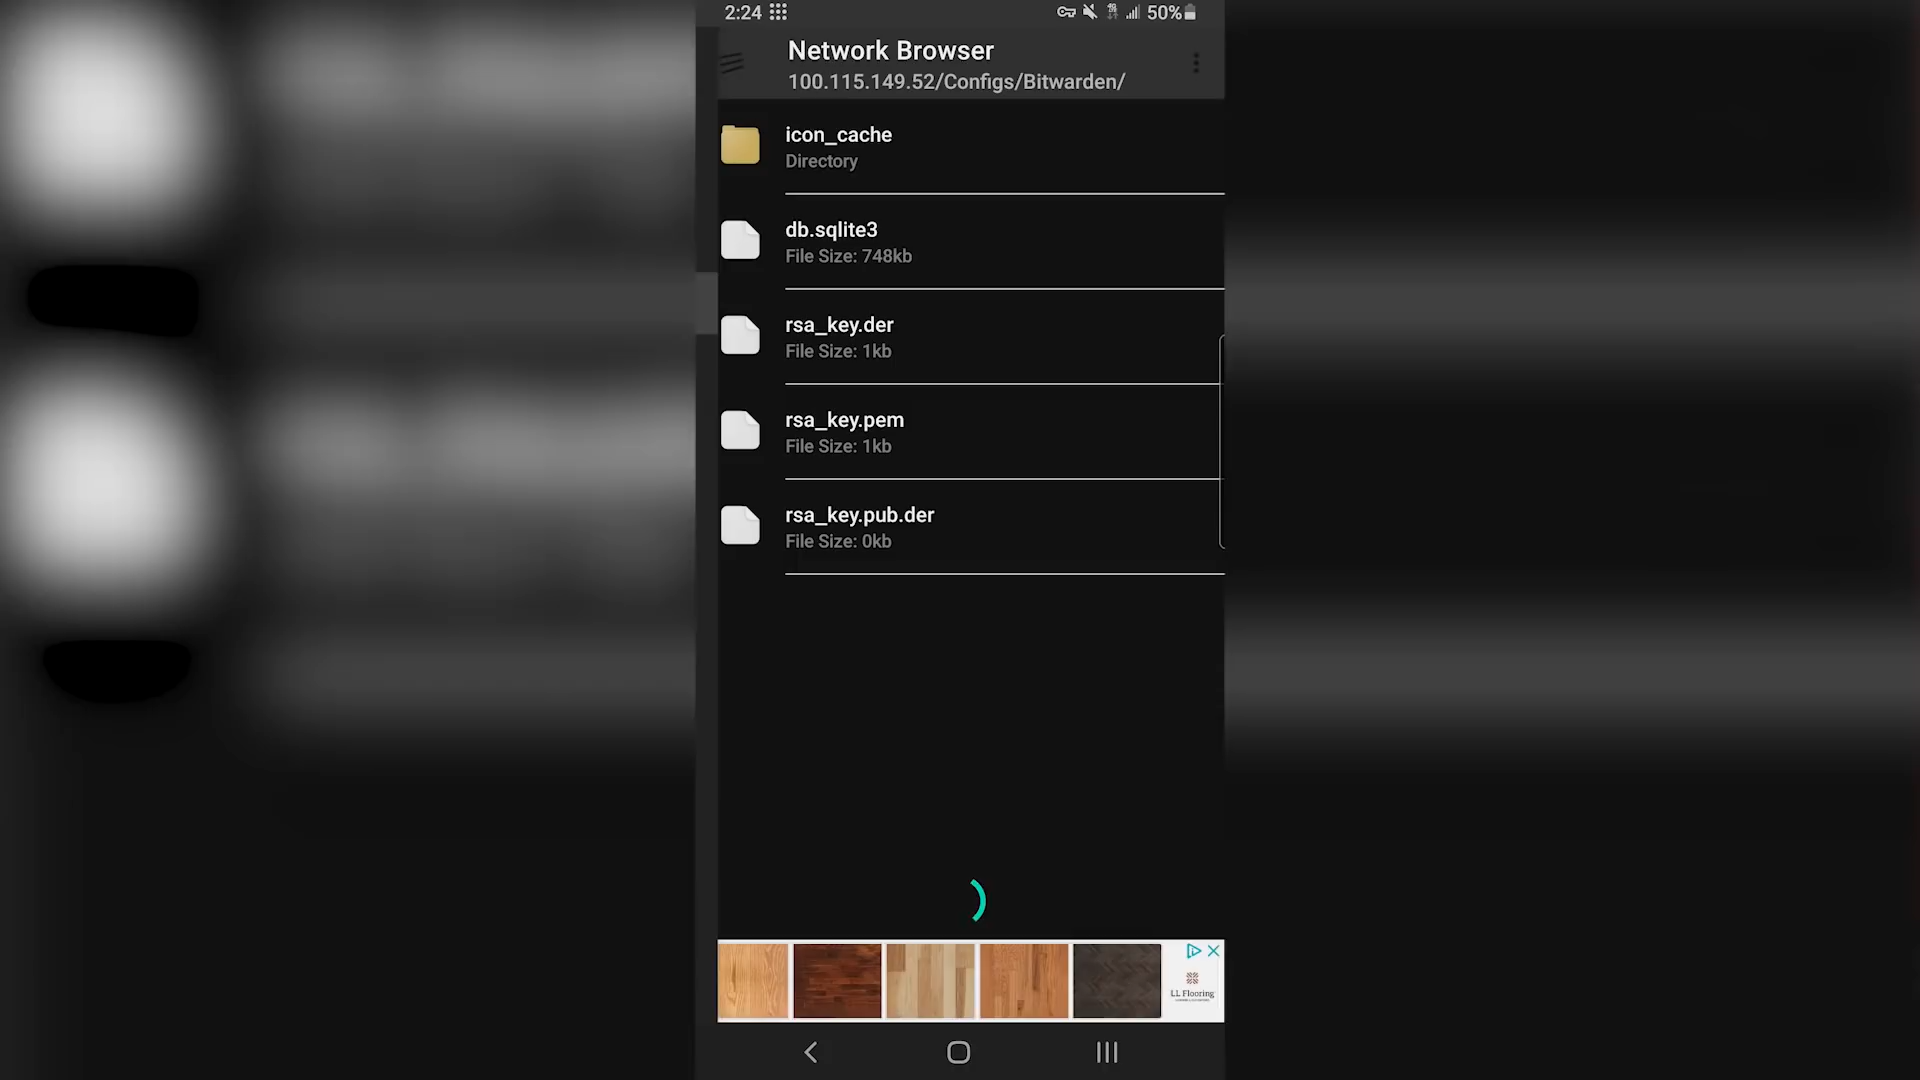 2:24
50%
Network Browser
100.115.149.52/Configs/Bitwarden/
icon_cache
Directory
db.sqlite3
File Size: 748kb
rsa_key.der
File Size: 1kb
rsa_key.pem
File Size: 1kb
rsa_key.pub.der
File Size: 0kb
LL Flooring